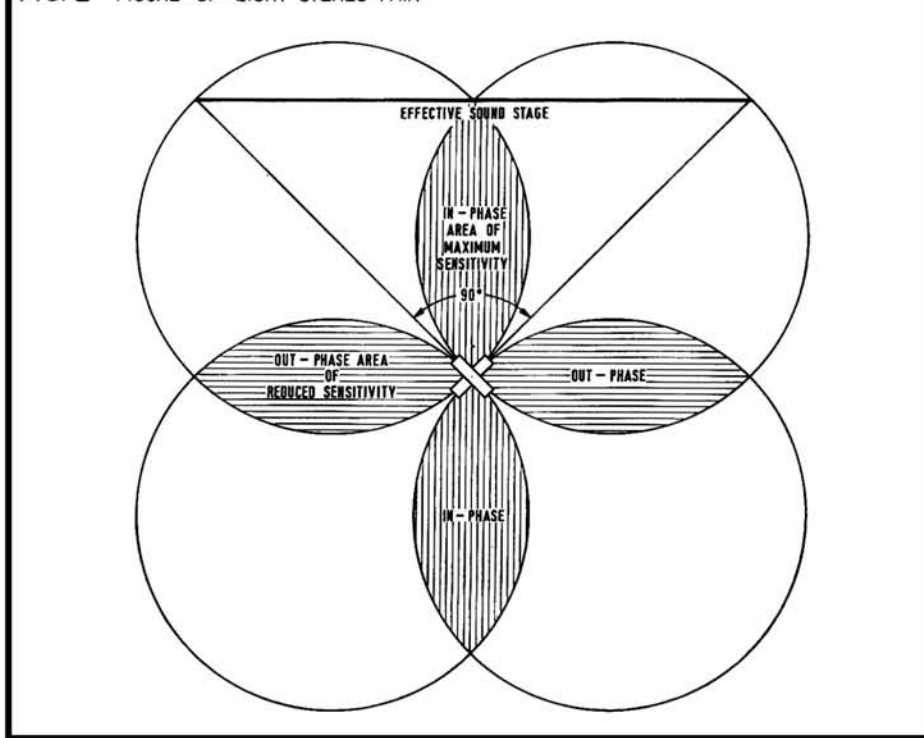 EFFECTIVE SOUND STAGE
IN-PHASE
AREA OF
MAXIMUM
SENSITIVITY
90°
OUT-PHASE AREA
OF
REDUCED SENSITIVITY
OUT-PHASE
IN-PHASE